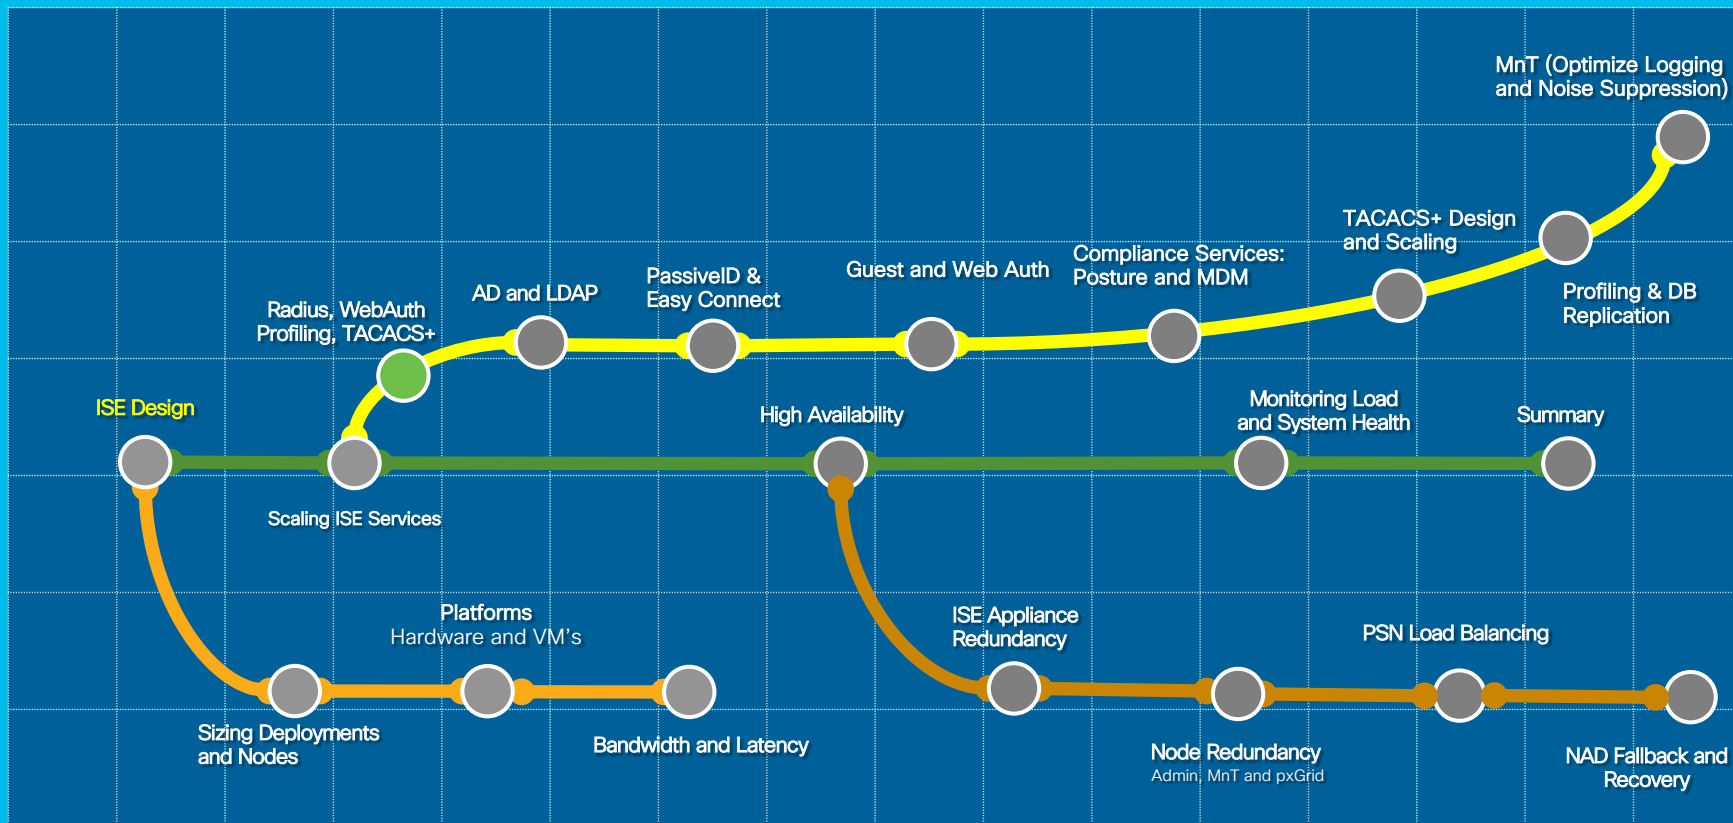 MnT (Optimize Logging
and Noise Suppression)
TACACS+ Design
and Scaling
Compliance Services:
Posture and MDM
Guest and Web Auth
PassiveID &
Easy Connect
AD and LDAP
Radius, WebAuth
Profiling, TACACS+
Profiling & DB
Replication
ISE Design
High Availability
Monitoring Load
and System Health
Summary
Scaling ISE Services
Platforms
Hardware and VM's
ISE Appliance
Redundancy
PSN Load Balancing
Sizing Deployments
and Nodes
Bandwidth and Latency
Node Redundancy
Admin, MnT and pxGrid
NAD Fallback and
Recovery